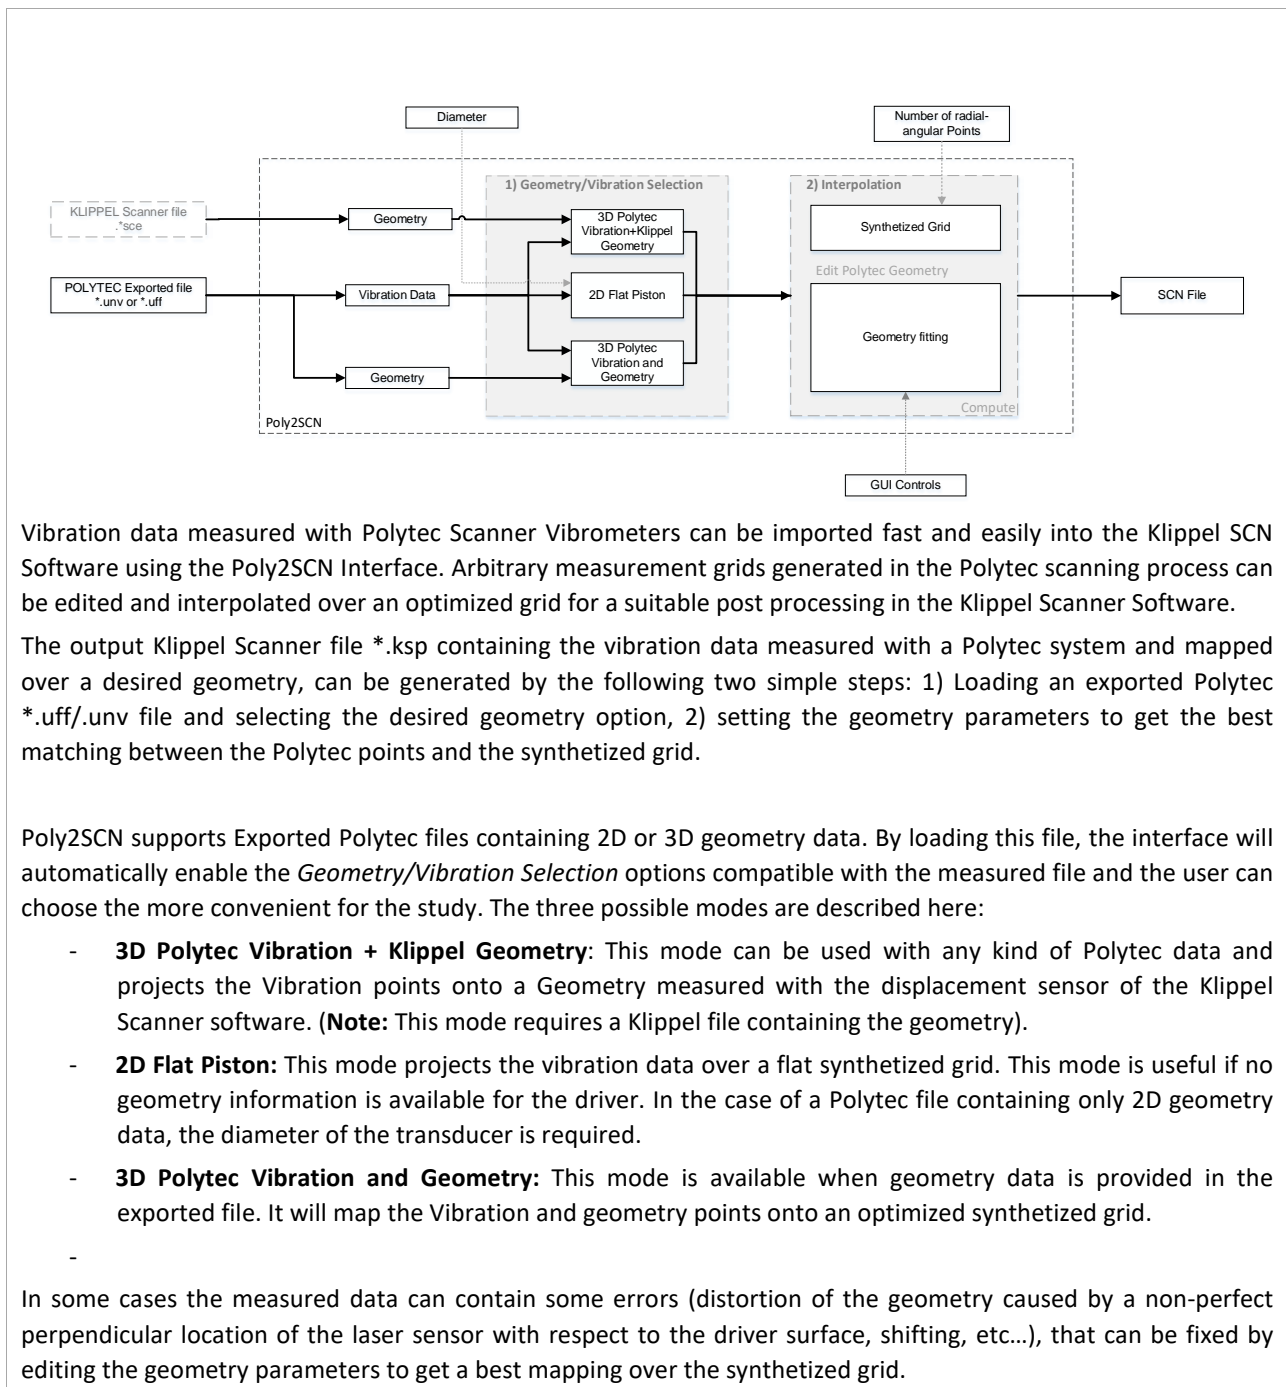 Diameter
Number of radial-
angular Points
1) Geometry/Vibration Selection
2) Interpolation
KLIPPEL Scanner file
.*sce
Geometry
3D Polytec
Vibration+Klippel
Geometry
Synthetized Grid
Edit Polytec Geometry
POLYTEC Exported file
*.unv or *.uff
Vibration Data
2D Flat Piston
SCN File
Geometry fitting
3D Polytec
Vibration and
Geometry
Geometry
Compute
Poly2SCN
GUI Controls
Vibration data measured with Polytec Scanner Vibrometers can be imported fast and easily into the Klippel SCN
Software using the Poly2SCN Interface. Arbitrary measurement grids generated in the Polytec scanning process can
be edited and interpolated over an optimized grid for a suitable post processing in the Klippel Scanner Software.
The output Klippel Scanner file *.ksp containing the vibration data measured with a Polytec system and mapped
over a desired geometry, can be generated by the following two simple steps: 1) Loading an exported Polytec
*.uff/.unv file and selecting the desired geometry option, 2) setting the geometry parameters to get the best
matching between the Polytec points and the synthetized grid.
Poly2SCN supports Exported Polytec files containing 2D or 3D geometry data. By loading this file, the interface will
automatically enable the Geometry/Vibration Selection options compatible with the measured file and the user can
choose the more convenient for the study. The three possible modes are described here:
- 3D Polytec Vibration + Klippel Geometry: This mode can be used with any kind of Polytec data and
projects the Vibration points onto a Geometry measured with the displacement sensor of the Klippel
Scanner software. (Note: This mode requires a Klippel file containing the geometry).
- 2D Flat Piston: This mode projects the vibration data over a flat synthetized grid. This mode is useful if no
geometry information is available for the driver. In the case of a Polytec file containing only 2D geometry
data, the diameter of the transducer is required.
- 3D Polytec Vibration and Geometry: This mode is available when geometry data is provided in the
exported file. It will map the Vibration and geometry points onto an optimized synthetized grid.
-
In some cases the measured data can contain some errors (distortion of the geometry caused by a non-perfect
perpendicular location of the laser sensor with respect to the driver surface, shifting, etc…), that can be fixed by
editing the geometry parameters to get a best mapping over the synthetized grid.